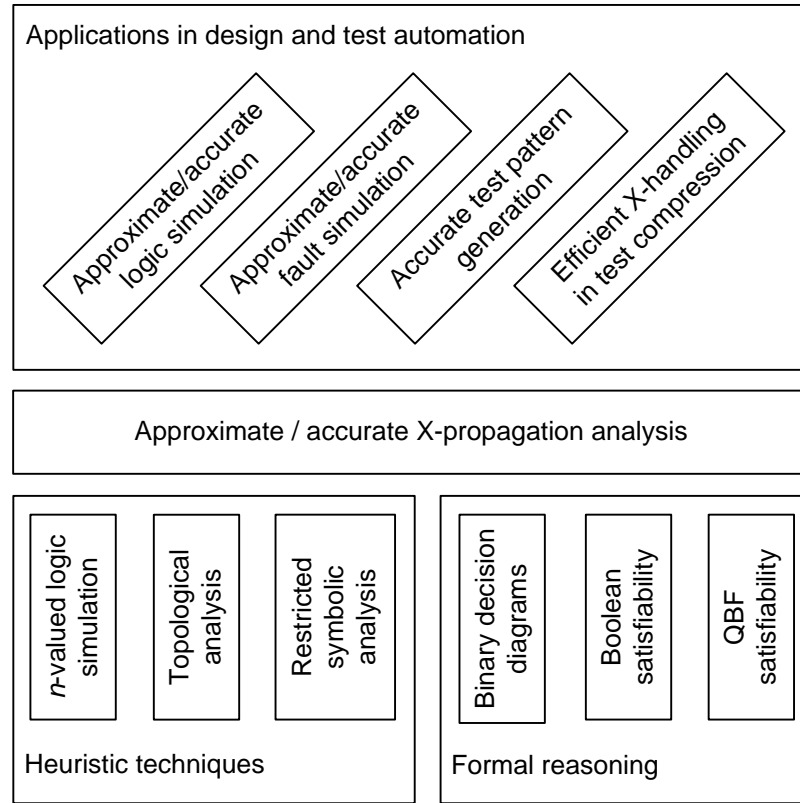 Applications in design and test automation
Approximate/accurate
logic simulation
Approximate/accurate
fault simulation
Accurate test pattern
generation
Efficient X-handling
in test compression
Approximate / accurate X-propagation analysis
n-valued logic
simulation
Topological
analysis
Restricted
symbolic
analysis
Heuristic techniques
Binary decision
diagrams
Boolean
satisfiability
QBF
satisfiability
Formal reasoning